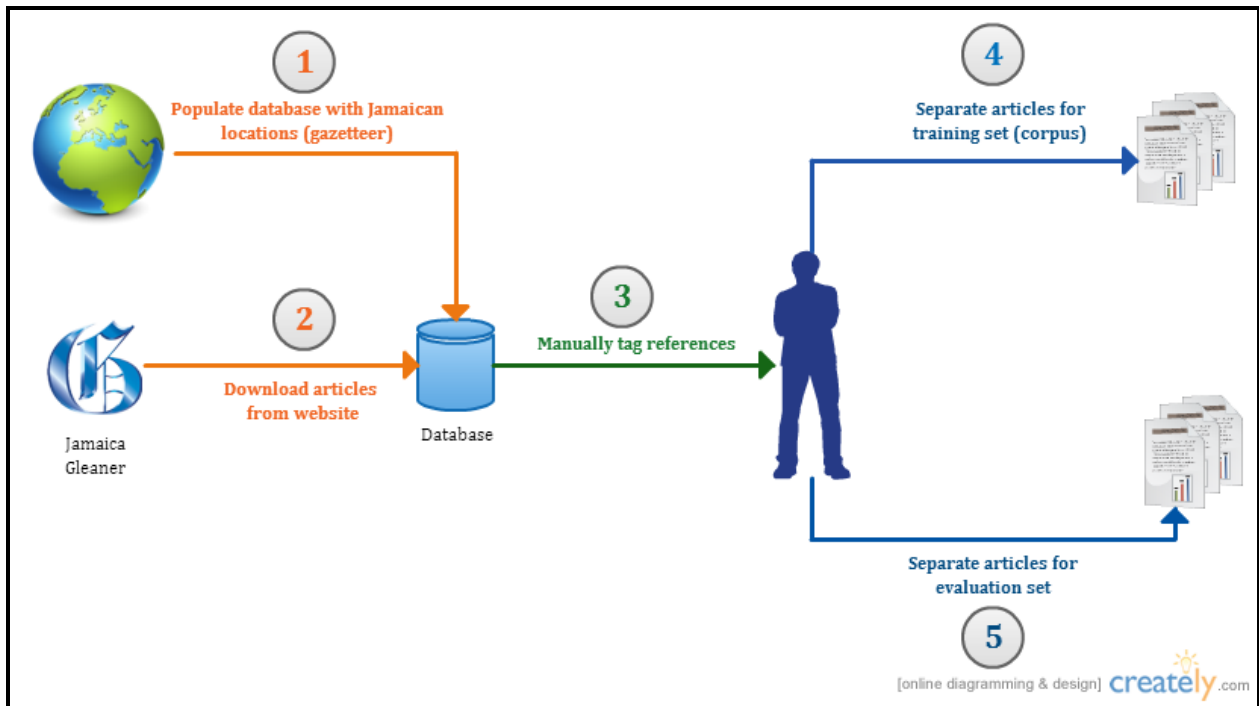 1
Populate database with Jamaican
locations (gazetteer)
2
Download articles
from website
Jamaica
Gleaner
Database
3
Manually tag references
4
Separate articles for
training set (corpus)
Separate articles for
evaluation set
5
[online diagramming & design] creately.com